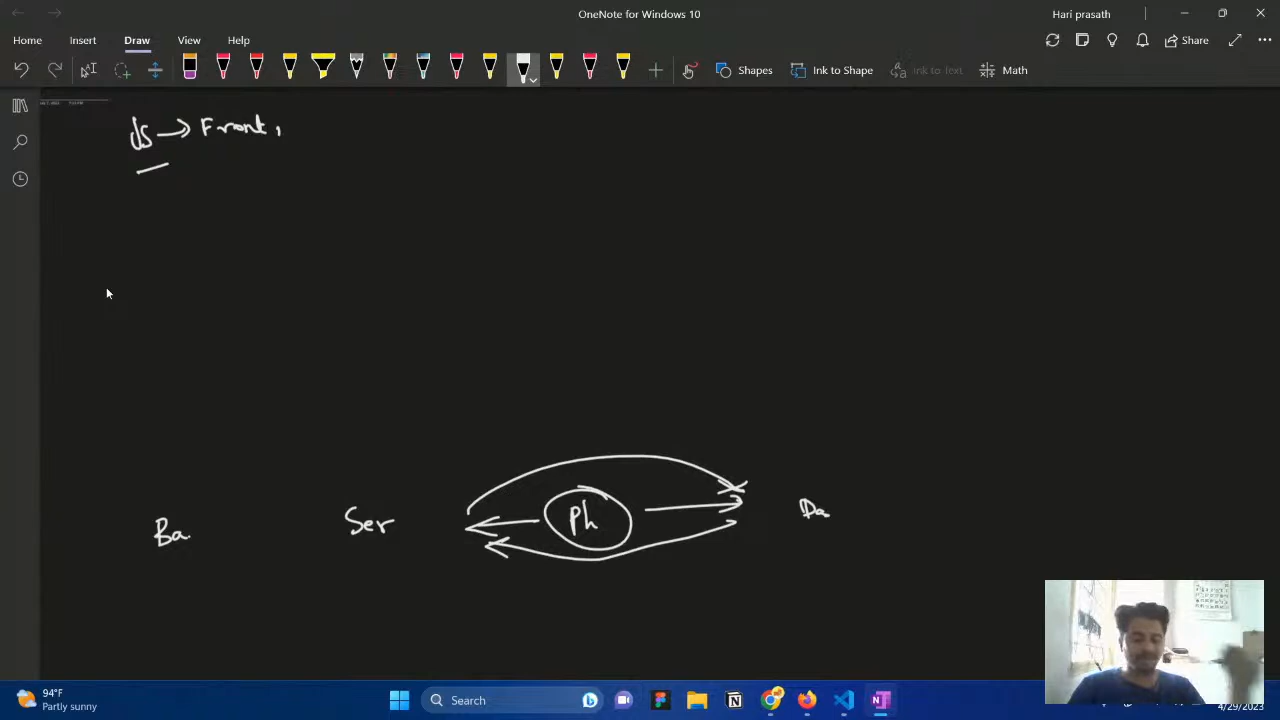 OneNote for Windows 10
Hari prasath
Home Insert Draw View Help
Share
Shapes
Ink to Shape
Ink to Text
Math
Js → Front,
Ba Ser Ph Da
94°F
Partly sunny
Search
4/29/2023